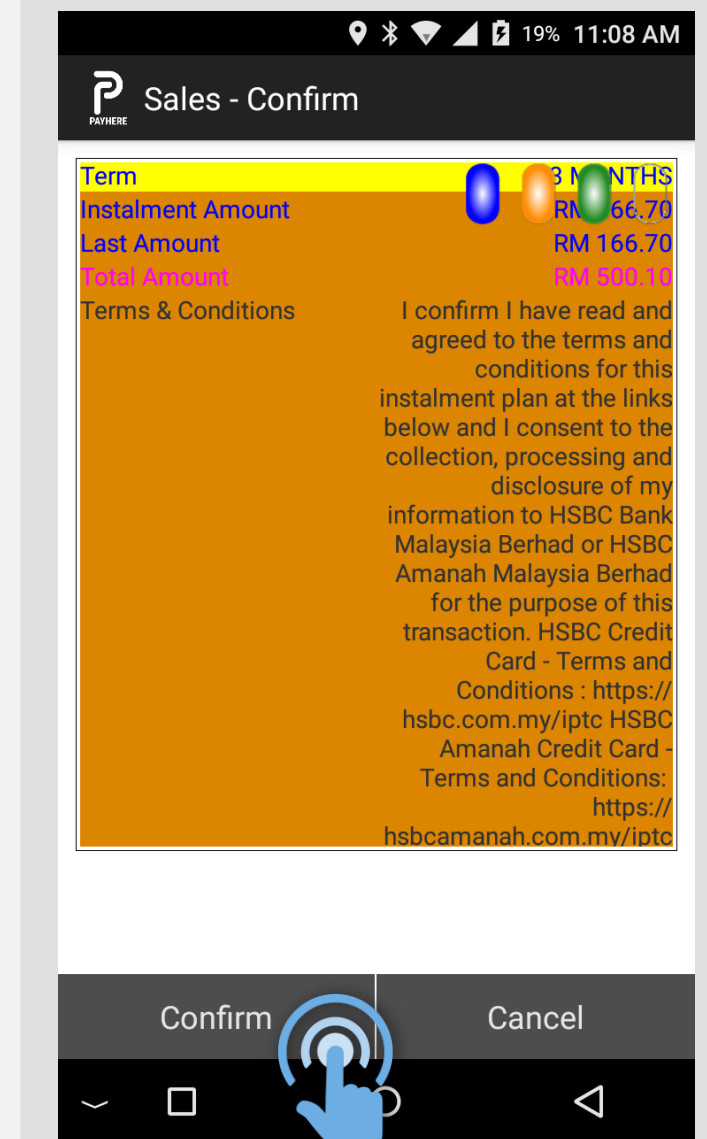 19% 11:08 AM
PAYHERE
Sales - Confirm
Term
Instalment Amount
Last Amount RM 166.70
Total Amount RM 500.10
Terms & Conditions I confirm I have read and
agreed to the terms and
conditions for this
instalment plan at the links
below and I consent to the
collection, processing and
disclosure of my
information to HSBC Bank
Malaysia Berhad or HSBC
Amanah Malaysia Berhad
for the purpose of this
transaction. HSBC Credit
Card - Terms and
Conditions : https://
hsbc.com.my/iptc HSBC
Amanah Credit Card -
Terms and Conditions:
https://
hsbcamanah.com.my/iptc
Confirm Cancel